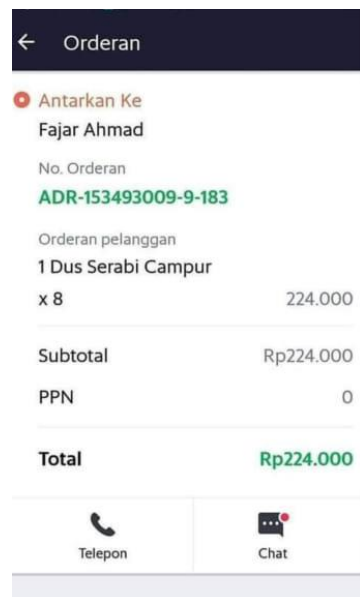 Orderan
Antarkan Ke
Fajar Ahmad
No. Orderan
ADR-153493009-9-183
Orderan pelanggan
1 Dus Serabi Campur
x 8 224.000
Subtotal Rp224.000
PPN 0
Total Rp224.000
Telepon Chat